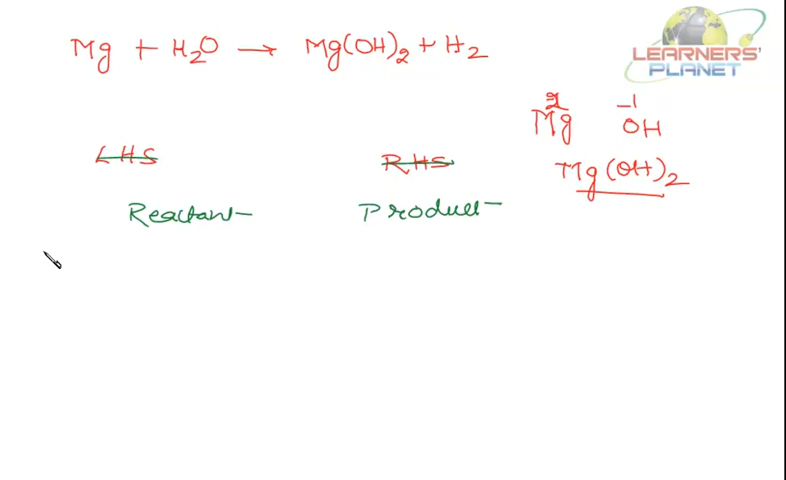 Mg + H₂O → Mg(OH)₂ + H₂
LEARNERS'
PLANET
2 -1
Mg OH
Mg(OH)₂
LHS RHS
Reactant Product